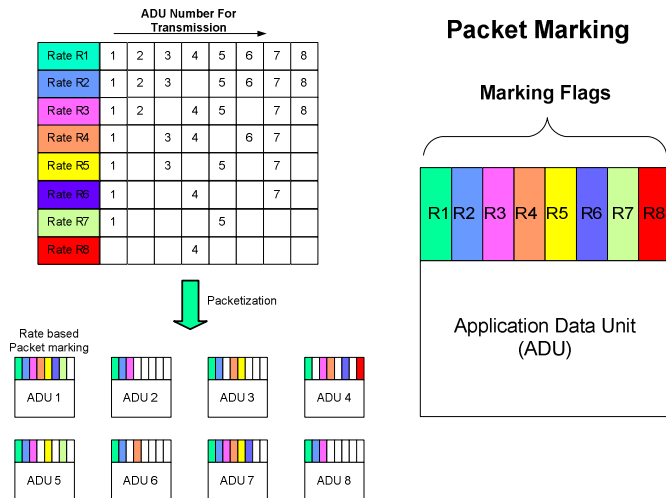 ADU Number For
Transmission
Rate R1 1 2 3 4 5 6 7 8
Rate R2 1 2 3 5 6 7 8
Rate R3 1 2 4 5 7 8
Rate R4 1 3 4 6 7
Rate R5 1 3 5 7
Rate R6 1 4 7
Rate R7 1 5
Rate R8 4
Packetization
Rate based
Packet marking
ADU 1 ADU 2 ADU 3 ADU 4
ADU 5 ADU 6 ADU 7 ADU 8
Packet Marking
Marking Flags
R1 R2 R3 R4 R5 R6 R7 R8
Application Data Unit
(ADU)